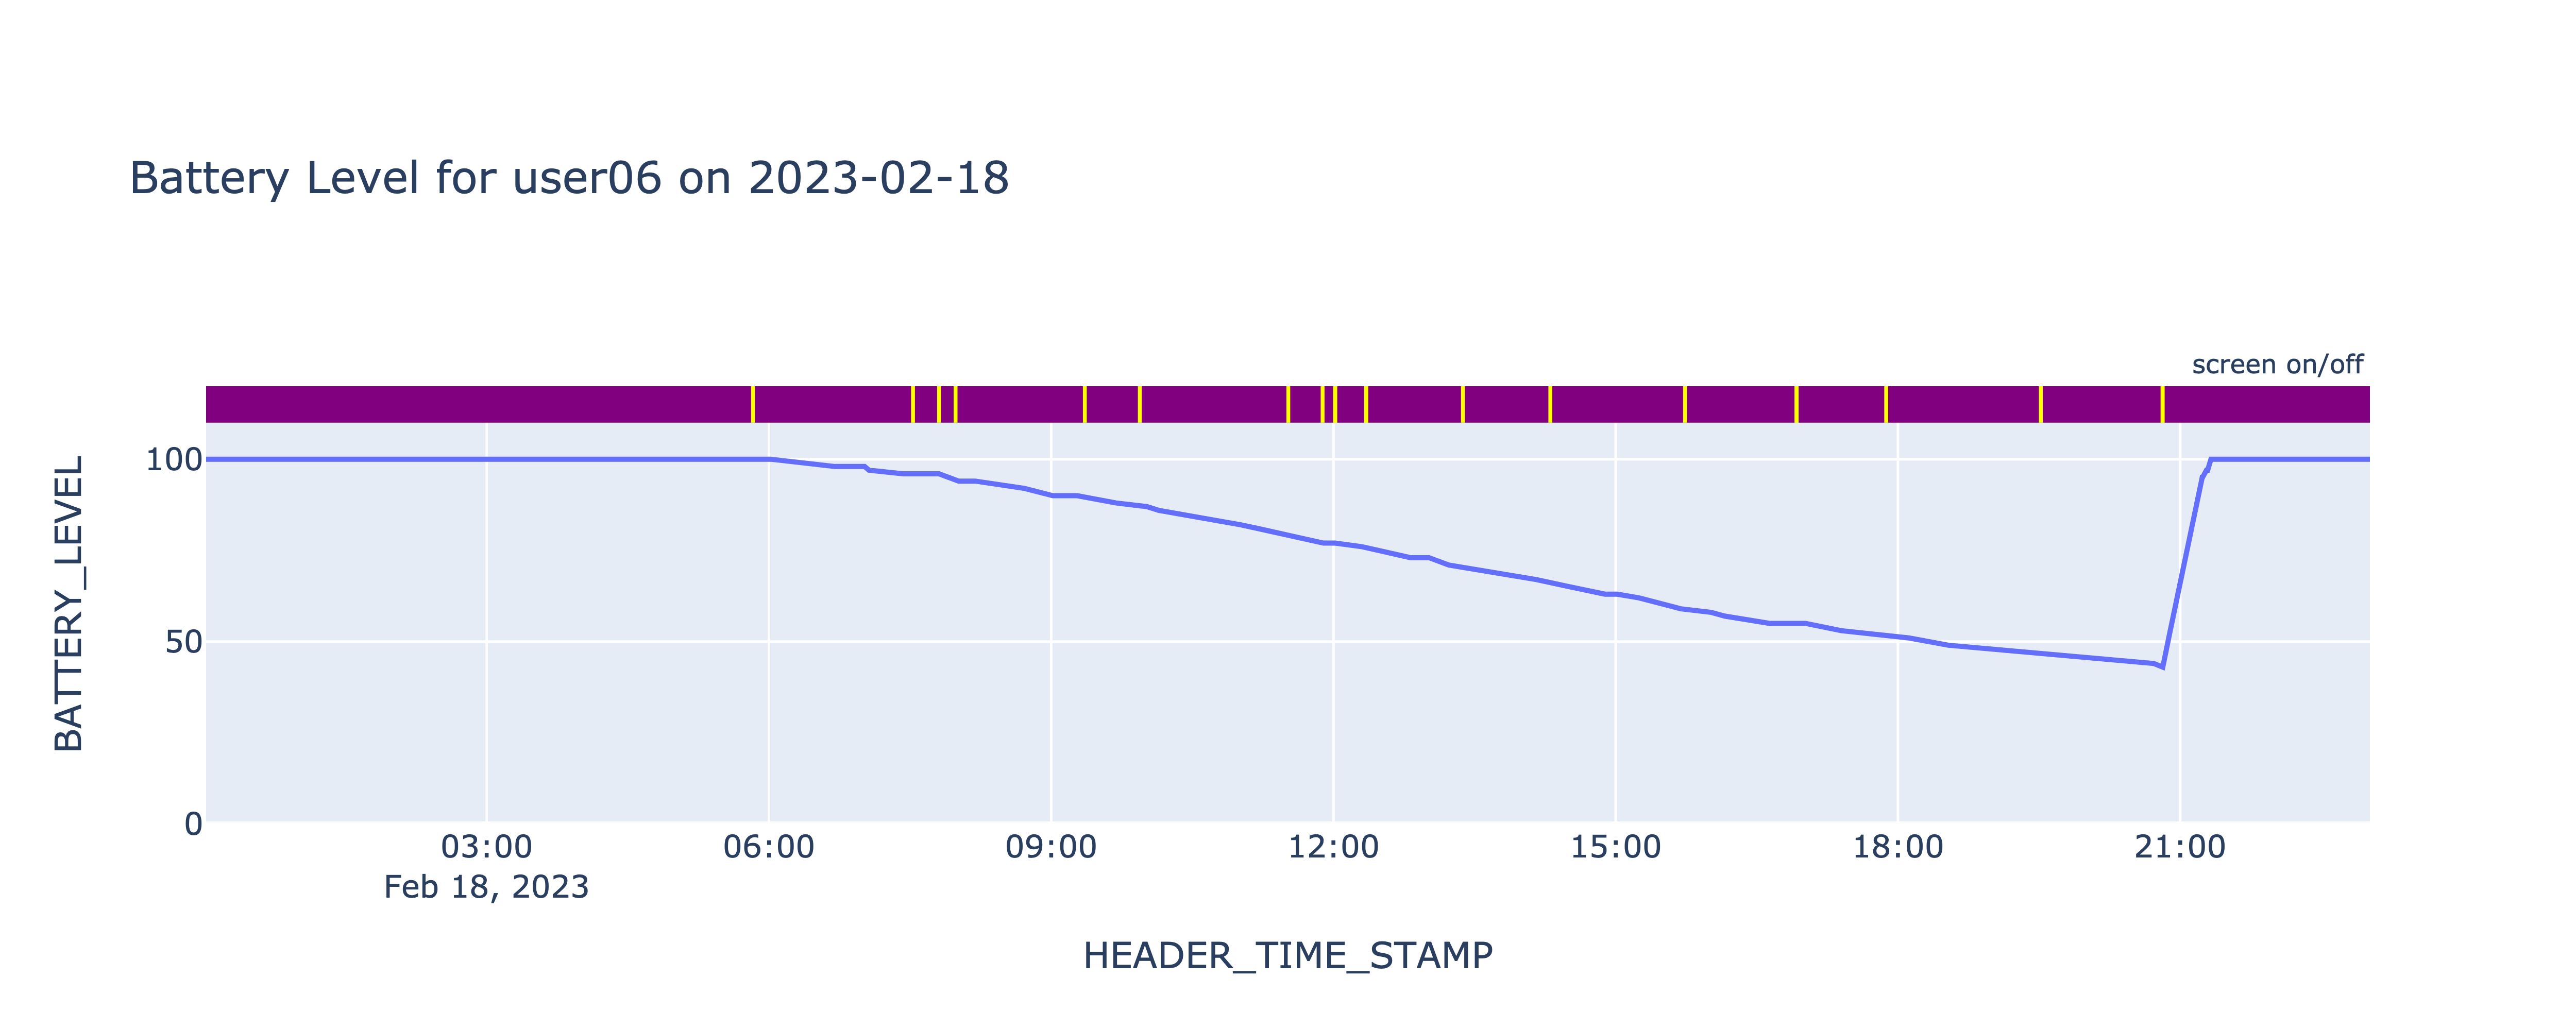 Battery Level for user06 on 2023-02-18
screen on/off
BATTERY_LEVEL
100
50
0
03:00 06:00 09:00 12:00 15:00 18:00 21:00
Feb 18, 2023
HEADER_TIME_STAMP